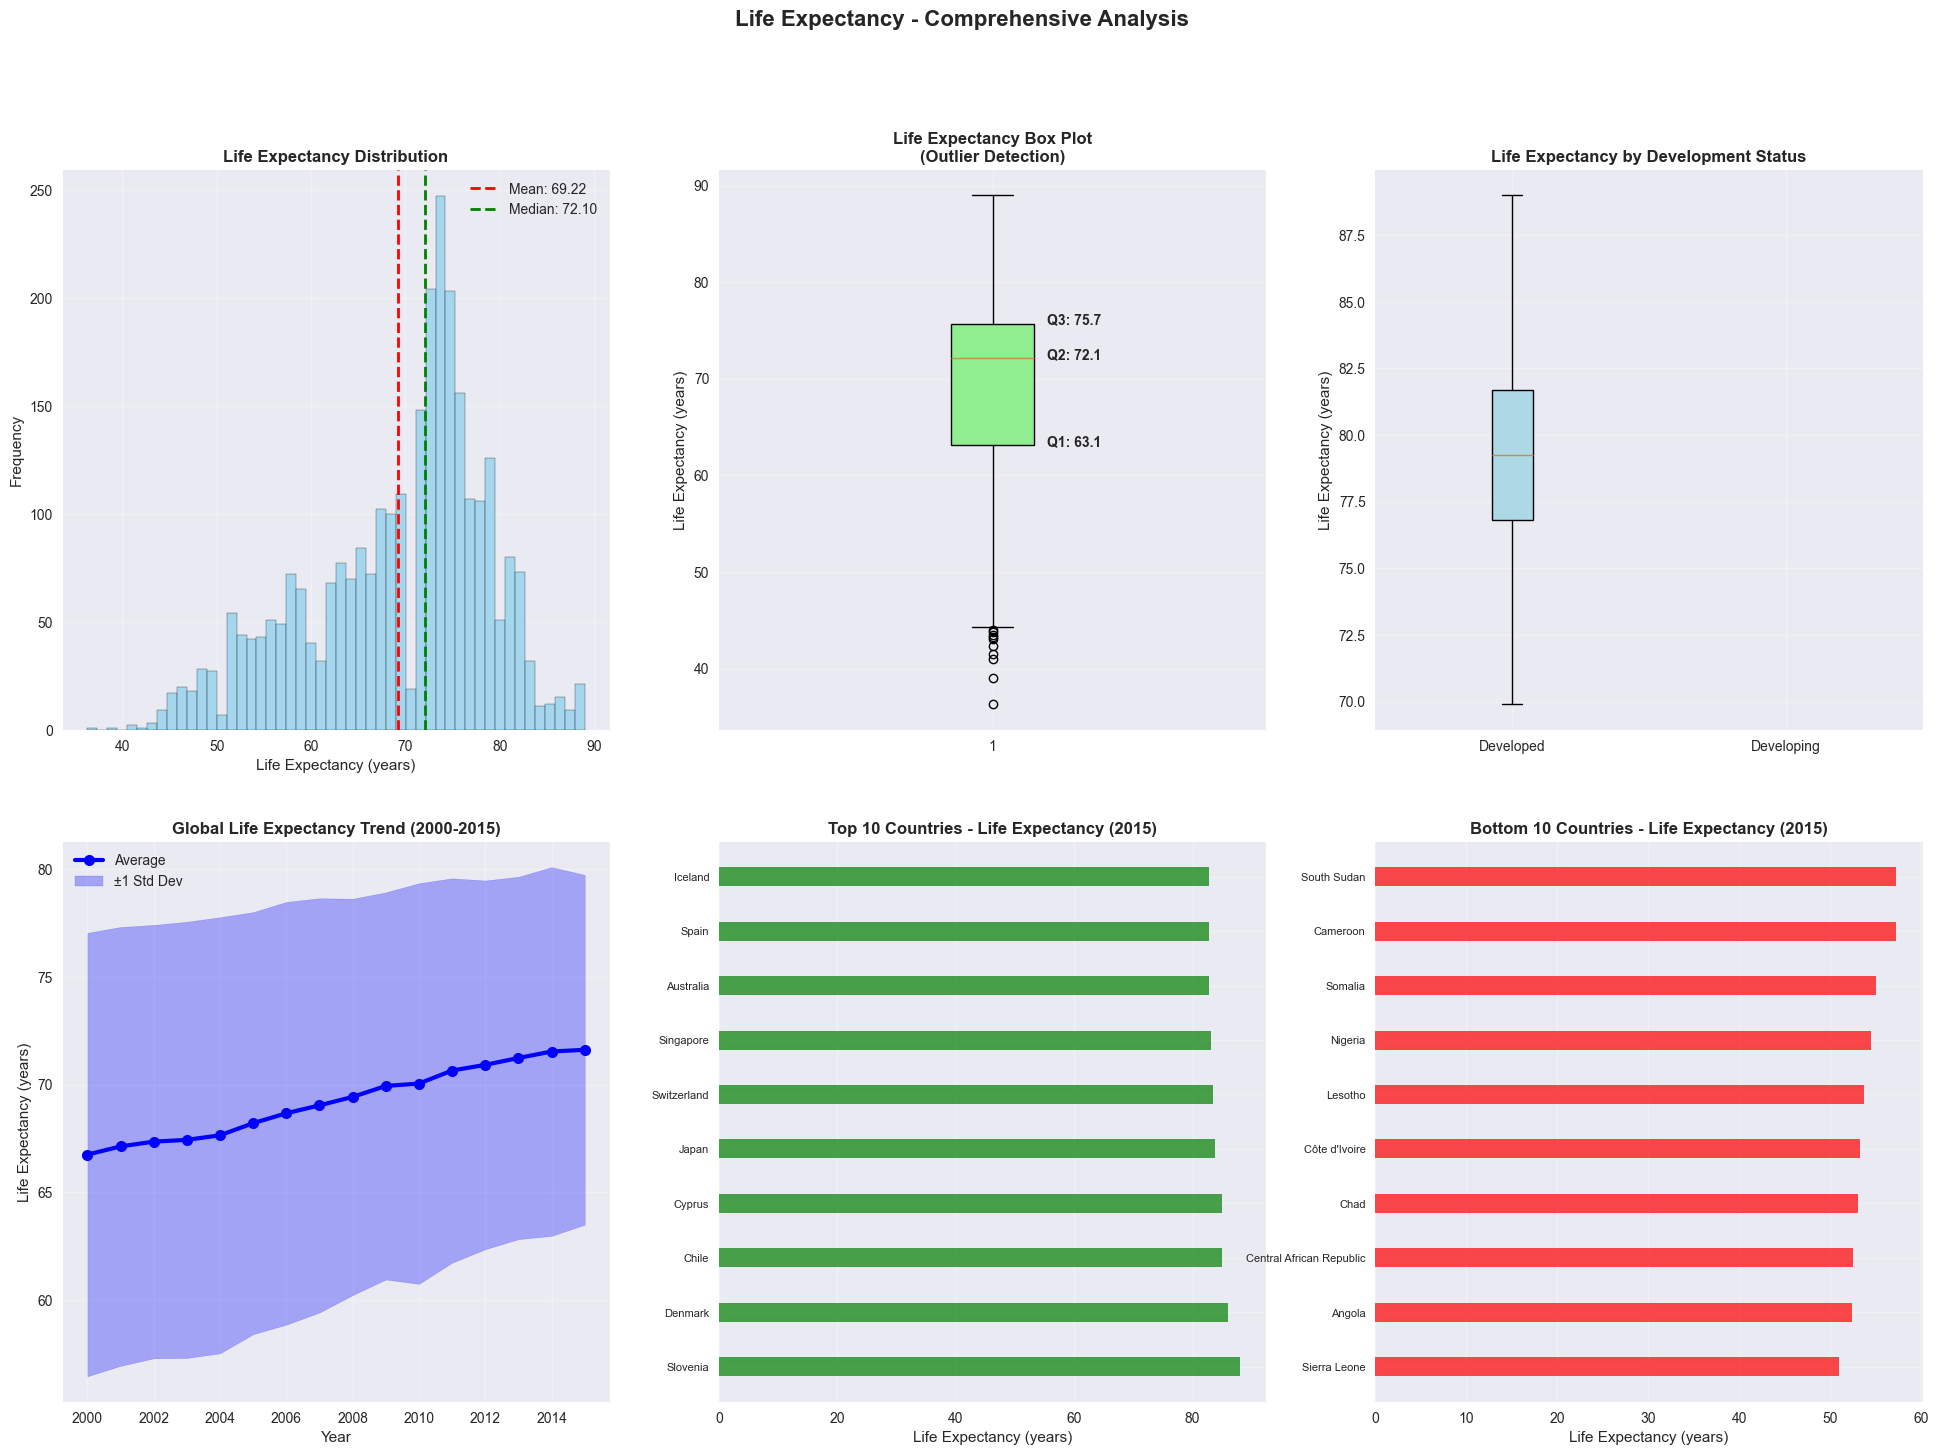 Life Expectancy - Comprehensive Analysis
Life Expectancy Distribution
250
200
150
100
50
0
Frequency
Mean: 69.22
Median: 72.10
40
50
60
70
80
90
Life Expectancy (years)
Life Expectancy Box Plot
(Outlier Detection)
90
80
70
60
50
40
Life Expectancy (years)
Q3: 75.7
Q2: 72.1
Q1: 63.1
1
Life Expectancy by Development Status
87.5
85.0
82.5
80.0
77.5
75.0
72.5
70.0
Life Expectancy (years)
Developed
Developing
Global Life Expectancy Trend (2000-2015)
80
75
70
65
60
Life Expectancy (years)
Average
±1 Std Dev
2000
2002
2004
2006
2008
2010
2012
2014
Year
Top 10 Countries - Life Expectancy (2015)
Iceland
Spain
Australia
Singapore
Switzerland
Japan
Cyprus
Chile
Denmark
Slovenia
0
20
40
60
80
Life Expectancy (years)
Bottom 10 Countries - Life Expectancy (2015)
South Sudan
Cameroon
Somalia
Nigeria
Lesotho
Côte d'Ivoire
Chad
Central African Republic
Angola
Sierra Leone
0
10
20
30
40
50
60
Life Expectancy (years)